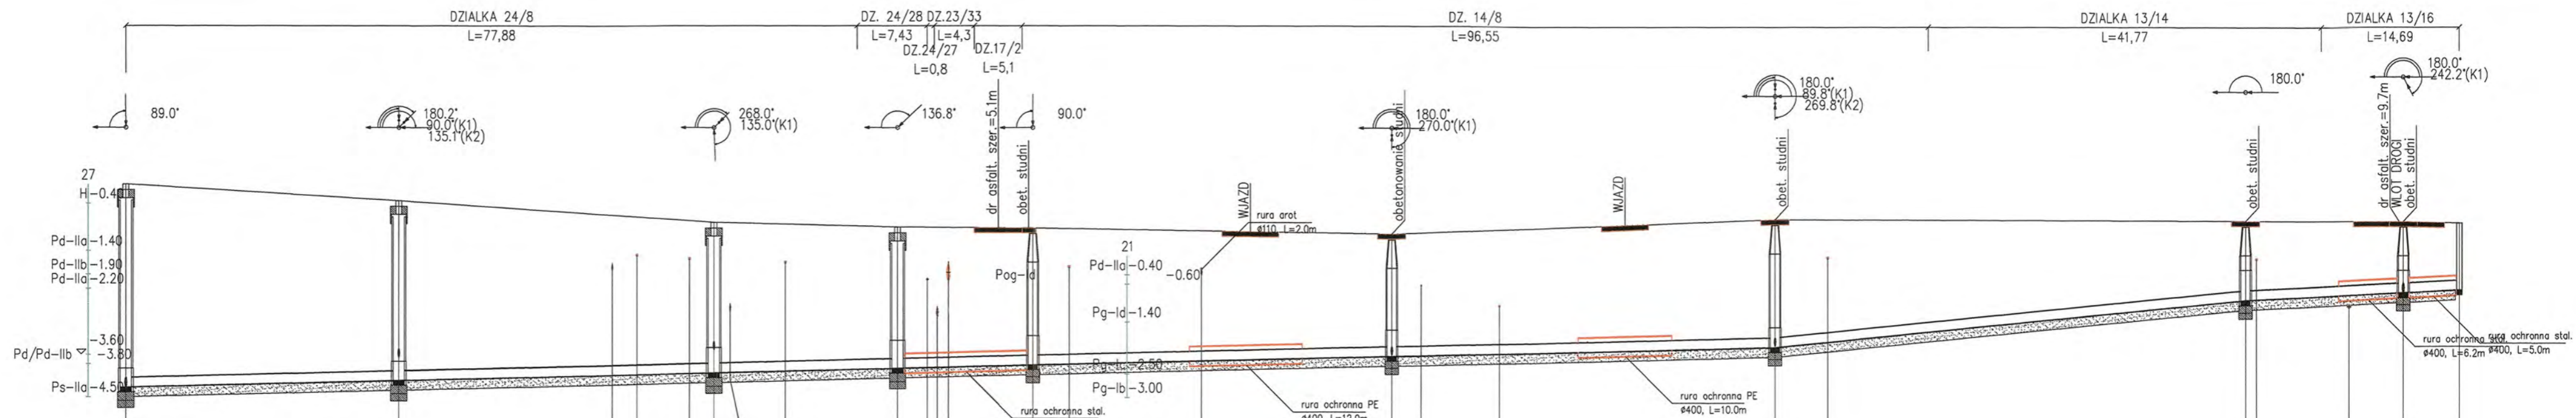 DZIALKA 24/8
L=77,88
DZ. 24/28
L=7,43
DZ.23/33
L=4,3
DZ.24/27
L=0,8
DZ.17/2
L=5,1
DZ. 14/8
L=96,55
DZIALKA 13/14
L=41,77
DZIALKA 13/16
L=14,69
89.0°
180.2°
90.0°(K1)
135.1°(K2)
268.0°
135.0°(K1)
136.8°
90.0°
180.0°
270.0°(K1)
180.0°
89.8°(K1)
269.8°(K2)
180.0°
180.0°
242.2°(K1)
dr asfalt. szer.=5.1m
obet. studni
WJAZD
rura arot
ø110, L=2.0m
obetonowanie studni
WJAZD
obet. studni
obet. studni
dr asfalt. szer.=9.7m
WLOT DROGI
obet. studni
27
H-0.40
Pd-IIa-1.40
Pd-IIb-1.90
Pd-IIa-2.20
-3.60
Pd/Pd-IIb -3.80
Ps-IIa-4.50
21
Pd-IIa-0.40
Pog-Id -0.60
Pg-Id-1.40
-2.50
Pg-Ib-3.00
rura ochronna stal.
rura ochronna PE
ø400, L=12.0m
rura ochronna PE
ø400, L=10.0m
rura ochronna stal.
ø400, L=6.2m
rura ochronna stal.
ø400, L=5.0m